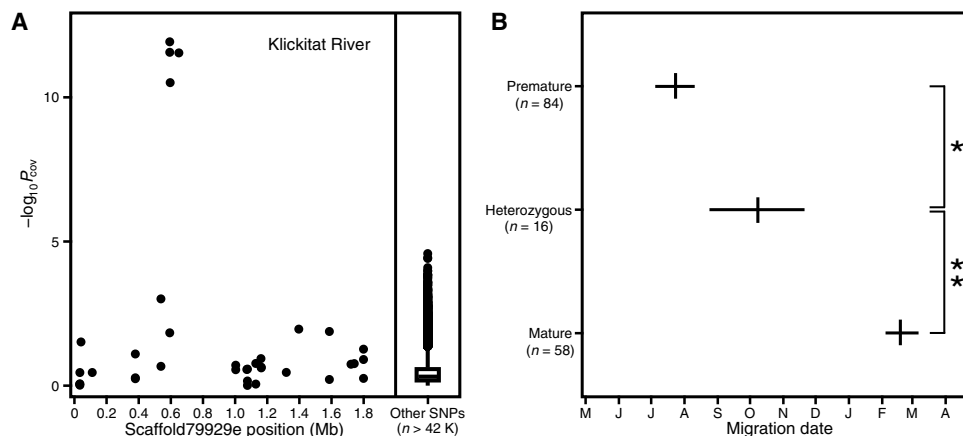 A
Klickitat River
−log10 Pcov
10
5
0
0 0.2 0.4 0.6 0.8 1.0 1.2 1.4 1.6 1.8
Scaffold79929e position (Mb)
Other SNPs
(n > 42 K)
B
Premature
(n = 84)
Heterozygous
(n = 16)
Mature
(n = 58)
*
*
*
M J J A S O N D J F M A
Migration date